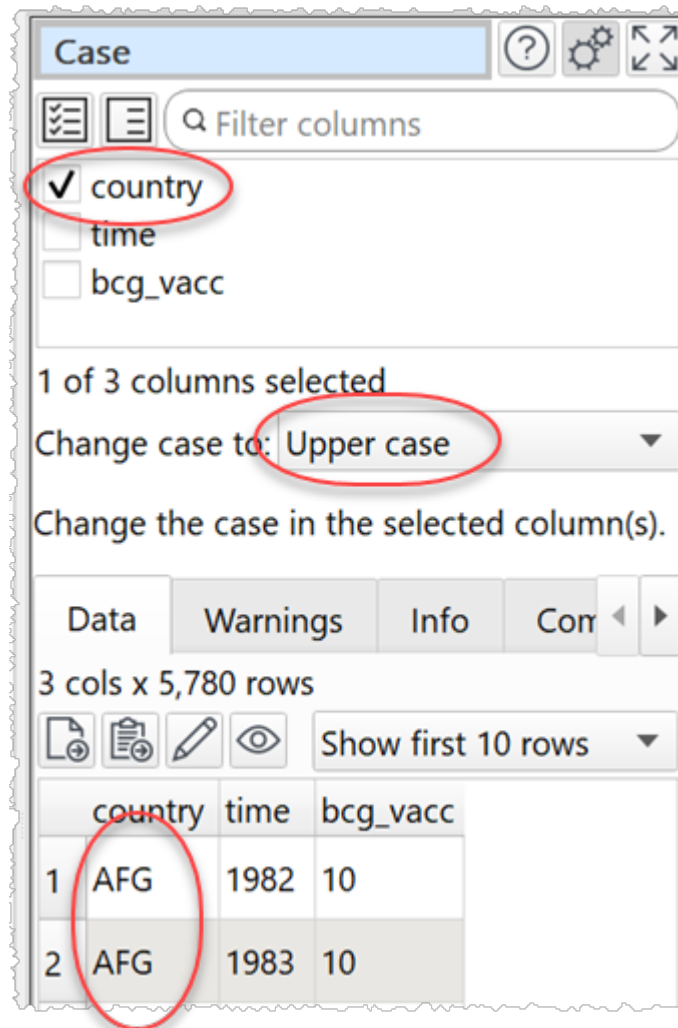 Case
Filter columns
country
time
bcg_vacc
1 of 3 columns selected
Change case to: Upper case
Change the case in the selected column(s).
Data Warnings Info Com
3 cols x 5,780 rows
Show first 10 rows
country time bcg_vacc
1 AFG 1982 10
2 AFG 1983 10